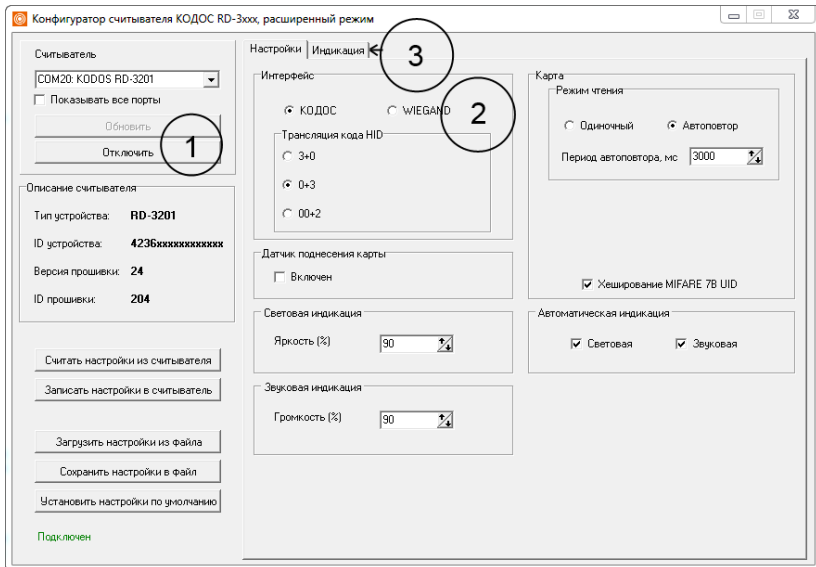 Конфигуратор считывателя КОДОС RD-3xxx, расширенный режим
Считыватель
COM20: KODOS RD-3201
Показывать все порты
Обновить
Отключить
1
Описание считывателя
Тип устройства: RD-3201
ID устройства: 4236xxxxxxxxxxxx
Версия прошивки: 24
ID прошивки: 204
Считать настройки из считывателя
Записать настройки в считыватель
Загрузить настройки из файла
Сохранить настройки в файл
Установить настройки по умолчанию
Подключен
Настройки Индикация
3
Интерфейс
КОДОС WIEGAND
2
Трансляция кода HID
3+0
0+3
00+2
Датчик поднесения карты
Включен
Световая индикация
Яркость (%) 90
Звуковая индикация
Громкость (%) 90
Карта
Режим чтения
Одиночный Автоповтор
Период автоповтора, мс 3000
Хеширование MIFARE 7B UID
Автоматическая индикация
Световая Звуковая